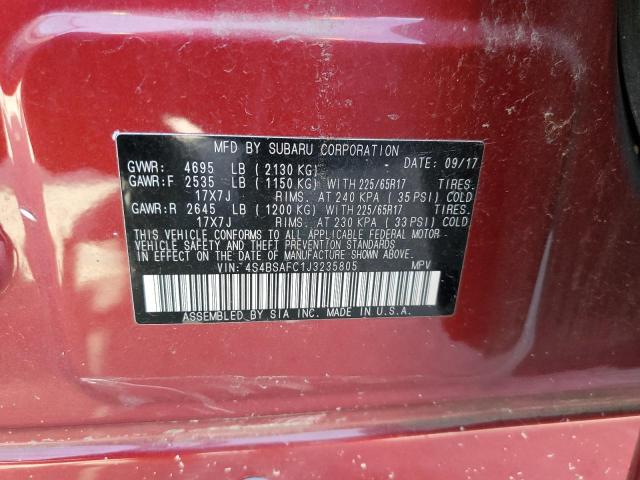 MFD BY SUBARU CORPORATION
GVWR: 4695 LB (2130 KG) DATE: 09/17
GAWR:F 2535 LB (1150 KG) WITH 225/65R17 TIRES.
17X7J RIMS. AT 240 KPA (35 PSI) COLD
GAWR:R 2645 LB (1200 KG) WITH 225/65R17 TIRES.
17X7J RIMS. AT 230 KPA (33 PSI) COLD
THIS VEHICLE CONFORMS TO ALL APPLICABLE FEDERAL MOTOR
VEHICLE SAFETY AND THEFT PREVENTION STANDARDS
IN EFFECT ON THE DATE OF MANUFACTURE SHOWN ABOVE.
VIN: 4S4BSAFC1J3235805 MPV
ASSEMBLED BY SIA INC. MADE IN U.S.A.